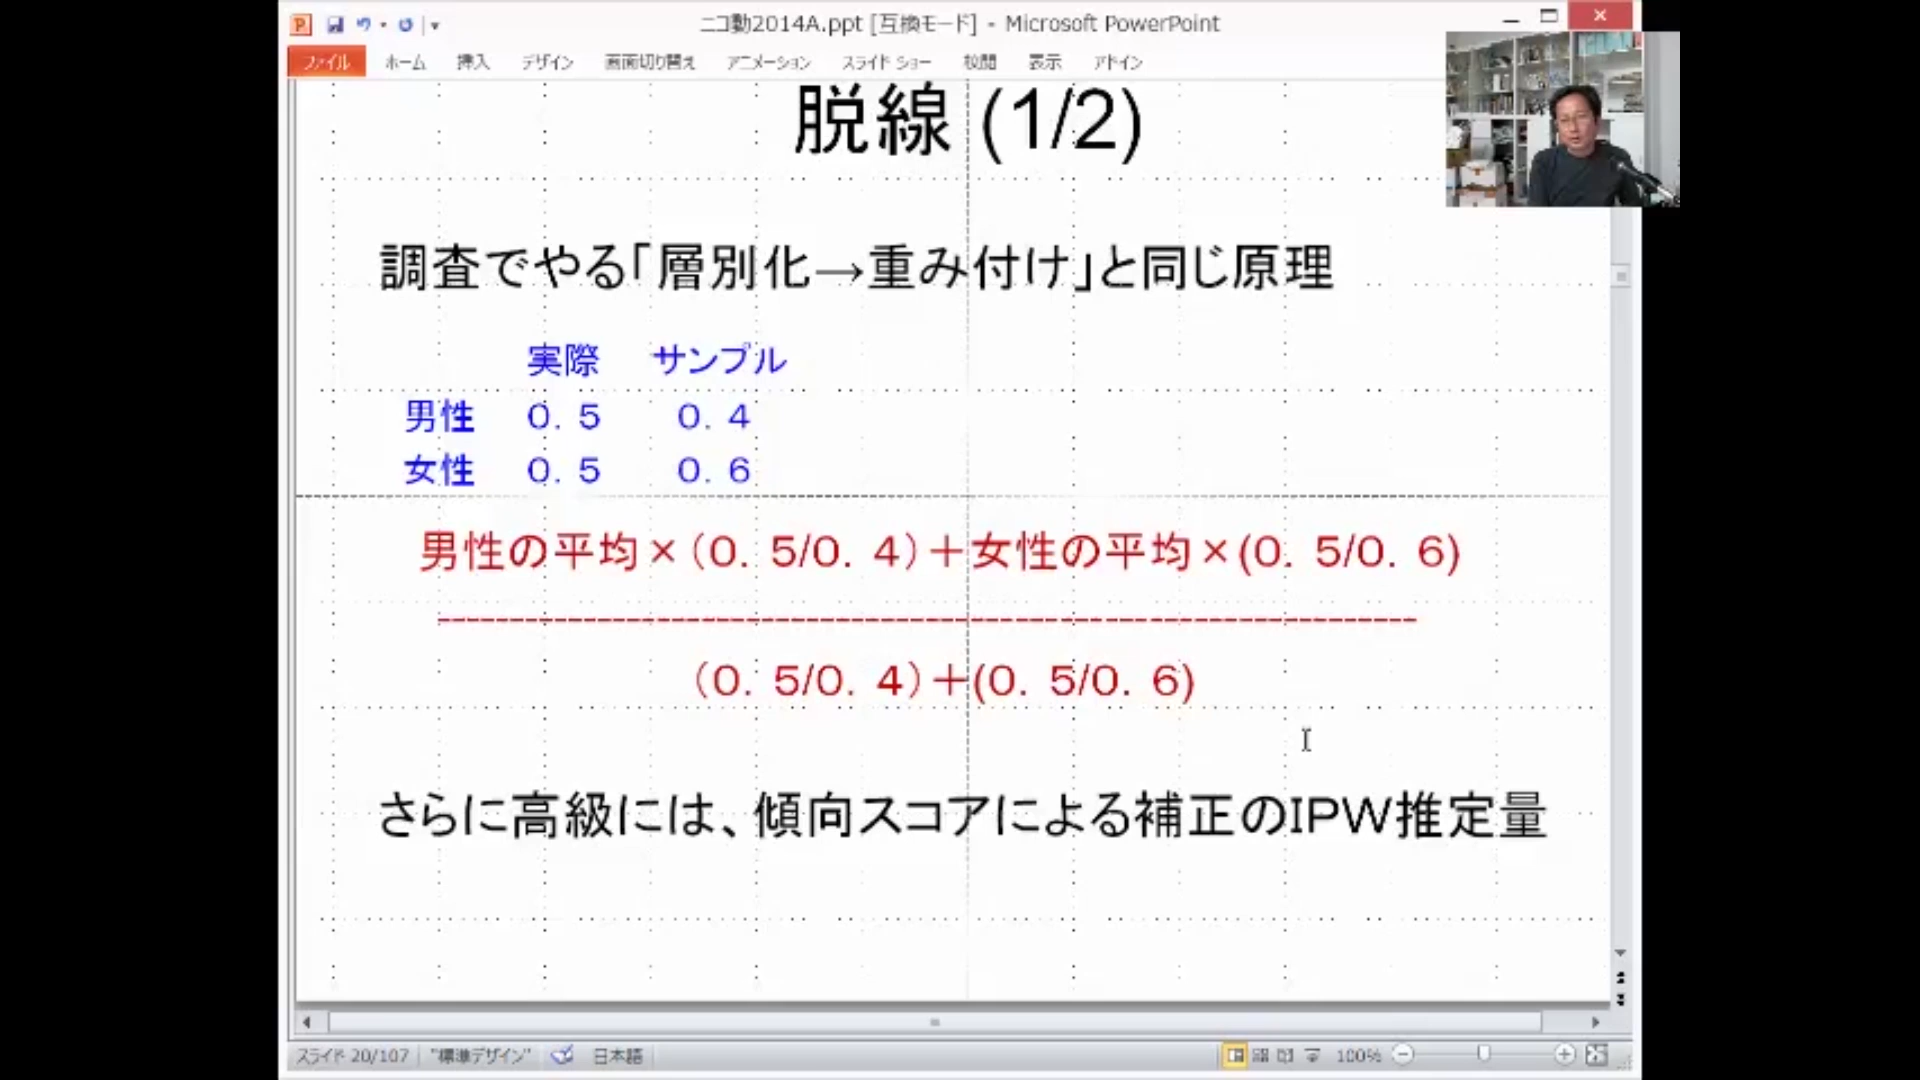 ニコ動2014A.ppt [互換モード] - Microsoft PowerPoint
ファイル ホーム 挿入 デザイン 画面切り替え アニメーション スライド ショー 校閲 表示 アドイン
脱線 (1/2)
調査でやる「層別化→重み付け」と同じ原理
実際 サンプル
男性 0．5 0．4
女性 0．5 0．6
男性の平均×（0．5/0．4）＋女性の平均×(0．5/0．6)
------------------------------------------------------------------
（0．5/0．4）＋(0．5/0．6)
さらに高級には、傾向スコアによる補正のIPW推定量
スライド 20/107 "標準デザイン" 日本語 100%